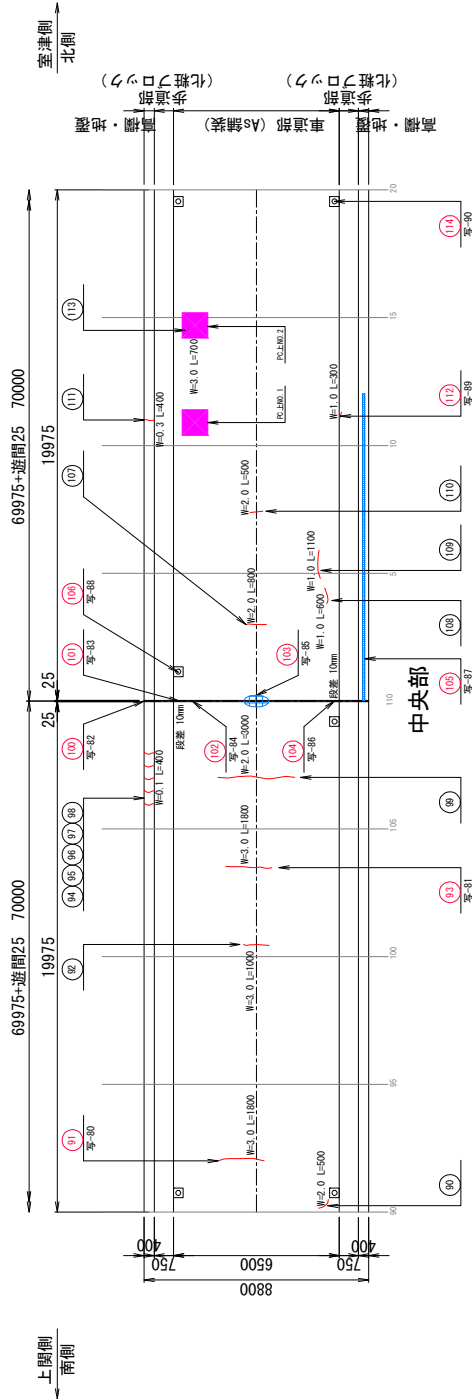 上関側
南側
室津側
北側
69975+遊間25　70000
69975+遊間25　70000
19975
25
25
19975
91
写-80
92
94 95 96 97 98
100
写-82
101
写-83
106
写-88
107
111
113
400
750
6500
750
400
8800
高欄・地覆
歩道部
(化粧ブロック)
車道部 (As舗装)
歩道部
(化粧ブロック)
高欄・地覆
W=0.1 L=400
段差 10mm
W=0.3 L=400
W=3.0 L=700
PC上NO.1
PC上NO.2
W=3.0 L=1800
W=3.0 L=1000
W=3.0 L=1800
W=2.0 L=3000
102
写-84
103
写-85
104
写-86
W=2.0 L=800
W=2.0 L=500
W=2.0 L=500
段差 10mm
W=1.0 L=600
W=1.0 L=1100
W=1.0 L=300
90
95
100
105
110
5
10
15
20
中央部
90
93
写-81
99
105
写-87
108
109
110
112
写-89
114
写-90